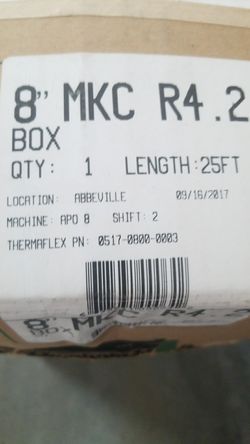 8" MKC R4.2
BOX
QTY: 1 LENGTH:25FT
LOCATION: ABBEVILLE 09/16/2017
MACHINE: APO 8 SHIFT: 2
THERMAFLEX PN: 0517-0800-0003
8" MKC R4.2
BOX